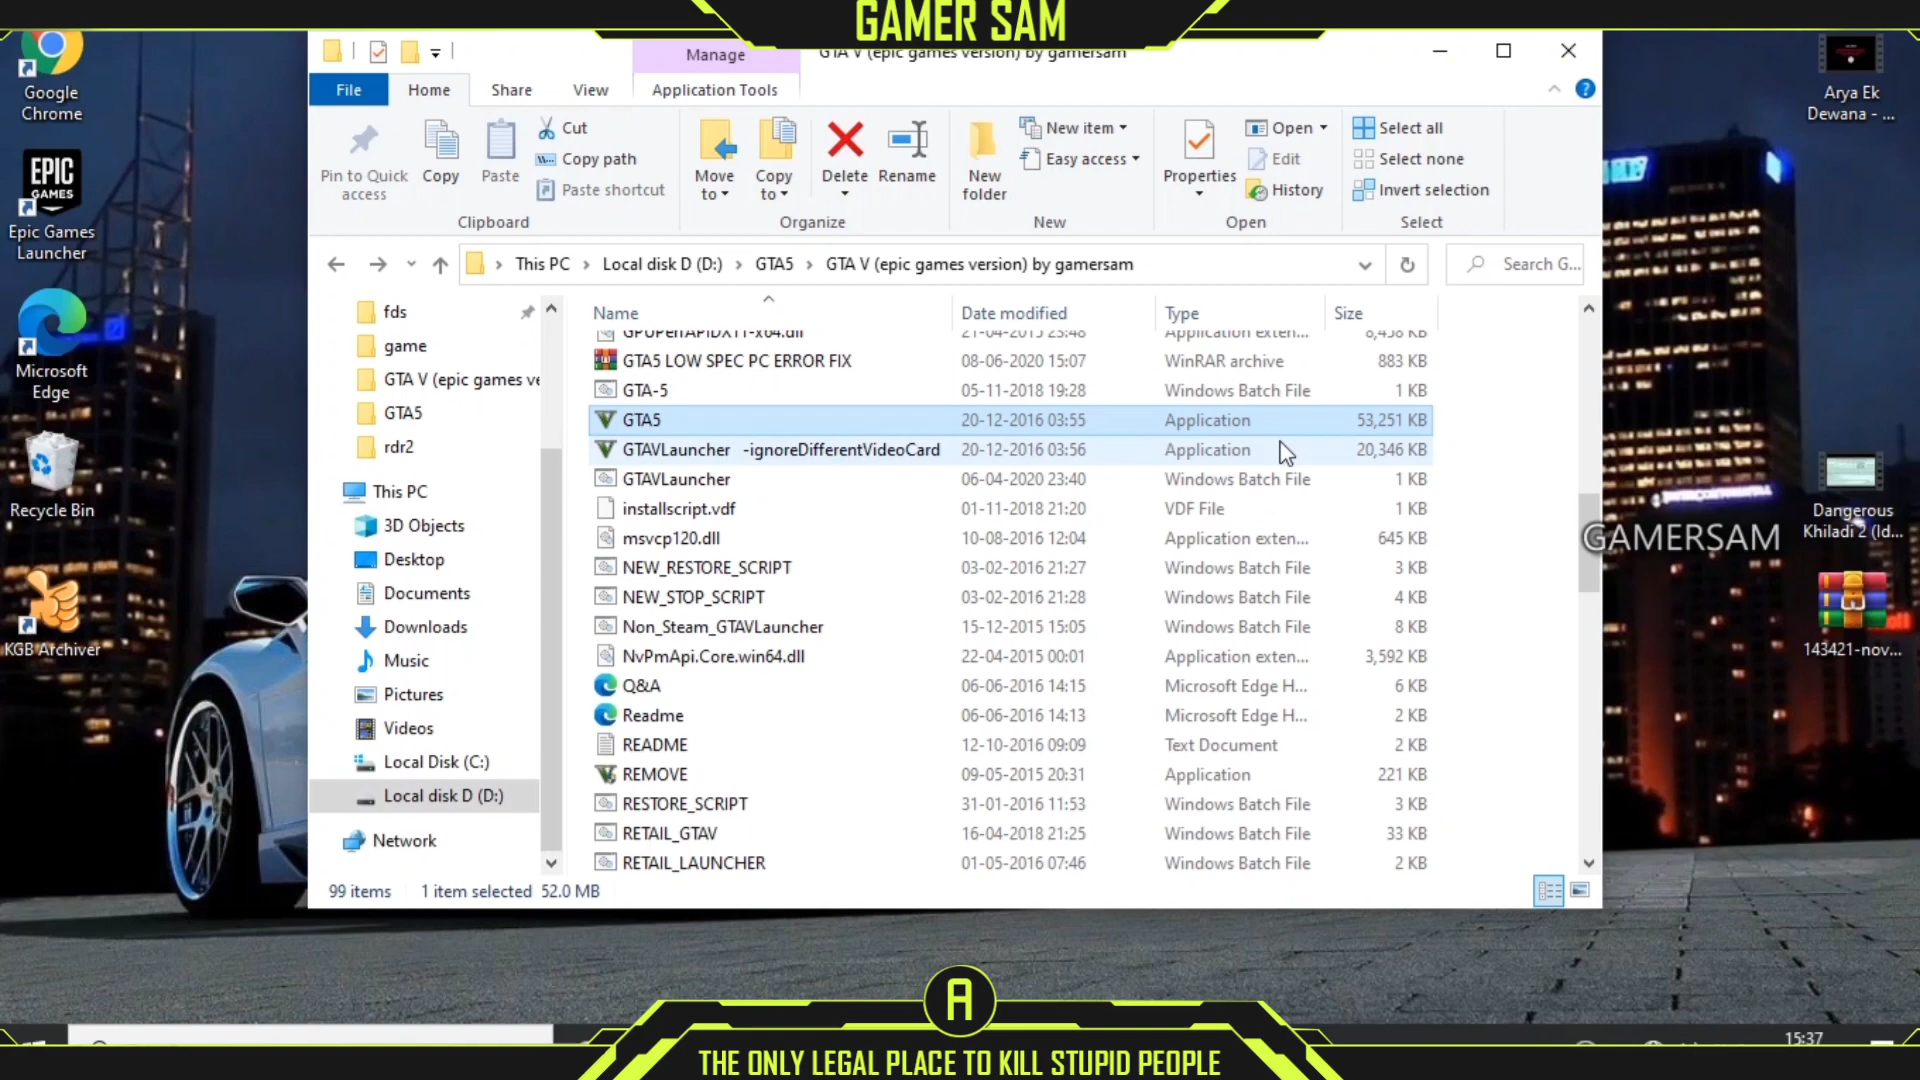 GAMER SAM
Manage
GTA V (epic games version) by gamersam
File
Home
Share
View
Application Tools
Pin to Quick access
Copy
Paste
Cut
Copy path
Paste shortcut
Clipboard
Move to
Copy to
Delete
Rename
Organize
New folder
New item
Easy access
New
Properties
Open
Edit
History
Open
Select all
Select none
Invert selection
Select
This PC > Local disk D (D:) > GTA5 > GTA V (epic games version) by gamersam
Search G...
Name Date modified Type Size
GPUPerfAPIDX11-x64.dll 21-04-2015 23:48 Application exten... 8,458 KB
GTA5 LOW SPEC PC ERROR FIX 08-06-2020 15:07 WinRAR archive 883 KB
GTA-5 05-11-2018 19:28 Windows Batch File 1 KB
GTA5 20-12-2016 03:55 Application 53,251 KB
GTAVLauncher -ignoreDifferentVideoCard 20-12-2016 03:56 Application 20,346 KB
GTAVLauncher 06-04-2020 23:40 Windows Batch File 1 KB
installscript.vdf 01-11-2018 21:20 VDF File 1 KB
msvcp120.dll 10-08-2016 12:04 Application exten... 645 KB
NEW_RESTORE_SCRIPT 03-02-2016 21:27 Windows Batch File 3 KB
NEW_STOP_SCRIPT 03-02-2016 21:28 Windows Batch File 4 KB
Non_Steam_GTAVLauncher 15-12-2015 15:05 Windows Batch File 8 KB
NvPmApi.Core.win64.dll 22-04-2015 00:01 Application exten... 3,592 KB
Q&A 06-06-2016 14:15 Microsoft Edge H... 6 KB
Readme 06-06-2016 14:13 Microsoft Edge H... 2 KB
README 12-10-2016 09:09 Text Document 2 KB
REMOVE 09-05-2015 20:31 Application 221 KB
RESTORE_SCRIPT 31-01-2016 11:53 Windows Batch File 3 KB
RETAIL_GTAV 16-04-2018 21:25 Windows Batch File 33 KB
RETAIL_LAUNCHER 01-05-2016 07:46 Windows Batch File 2 KB
fds
game
GTA V (epic games ve
GTA5
rdr2
This PC
3D Objects
Desktop
Documents
Downloads
Music
Pictures
Videos
Local Disk (C:)
Local disk D (D:)
Network
99 items 1 item selected 52.0 MB
Google
Chrome
EPIC
GAMES
Epic Games
Launcher
Microsoft
Edge
Recycle Bin
KGB Archiver
Arya Ek
Dewana - ...
Dangerous
Khiladi 2 (Id...
143421-nov...
GAMERSAM
15:37
A
THE ONLY LEGAL PLACE TO KILL STUPID PEOPLE